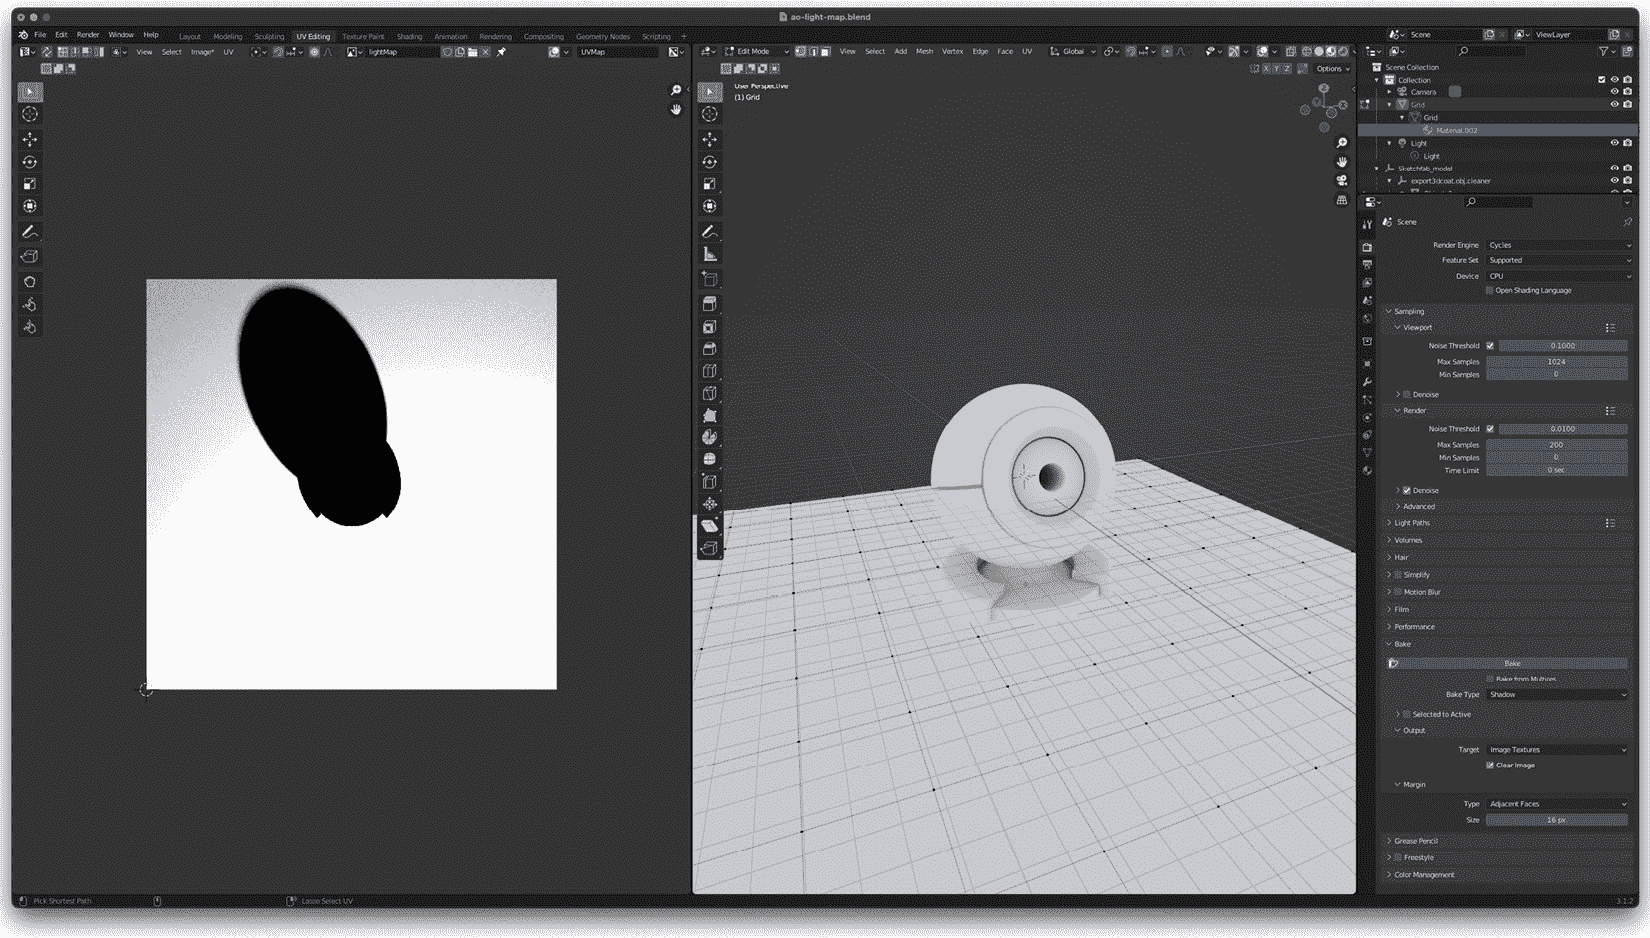 ao-light-map.blend
File Edit Render Window Help Layout Modeling Sculpting UV Editing Texture Paint Shading Animation Rendering Compositing Geometry Nodes Scripting +
Scene
ViewLayer
View Select Image* UV
lightMap
UVMap
Edit Mode
View Select Add Mesh Vertex Edge Face UV
Global
X Y Z
Options
User Perspective
(1) Grid
Scene Collection
Collection
Camera
Grid
Grid
Material.002
Light
Light
Sketchfab_model
export3dcoat.obj.cleaner
Scene
Render Engine Cycles
Feature Set Supported
Device CPU
Open Shading Language
Sampling
Viewport
Noise Threshold 0.1000
Max Samples 1024
Min Samples 0
Denoise
Render
Noise Threshold 0.0100
Max Samples 200
Min Samples 0
Time Limit 0 sec
Denoise
Advanced
Light Paths
Volumes
Hair
Simplify
Motion Blur
Film
Performance
Bake
Bake
Bake from Multires
Bake Type Shadow
Selected to Active
Output
Target Image Textures
Clear Image
Margin
Type Adjacent Faces
Size 16 px
Grease Pencil
Freestyle
Color Management
Pick Shortest Path
Lasso Select UV
3.1.2